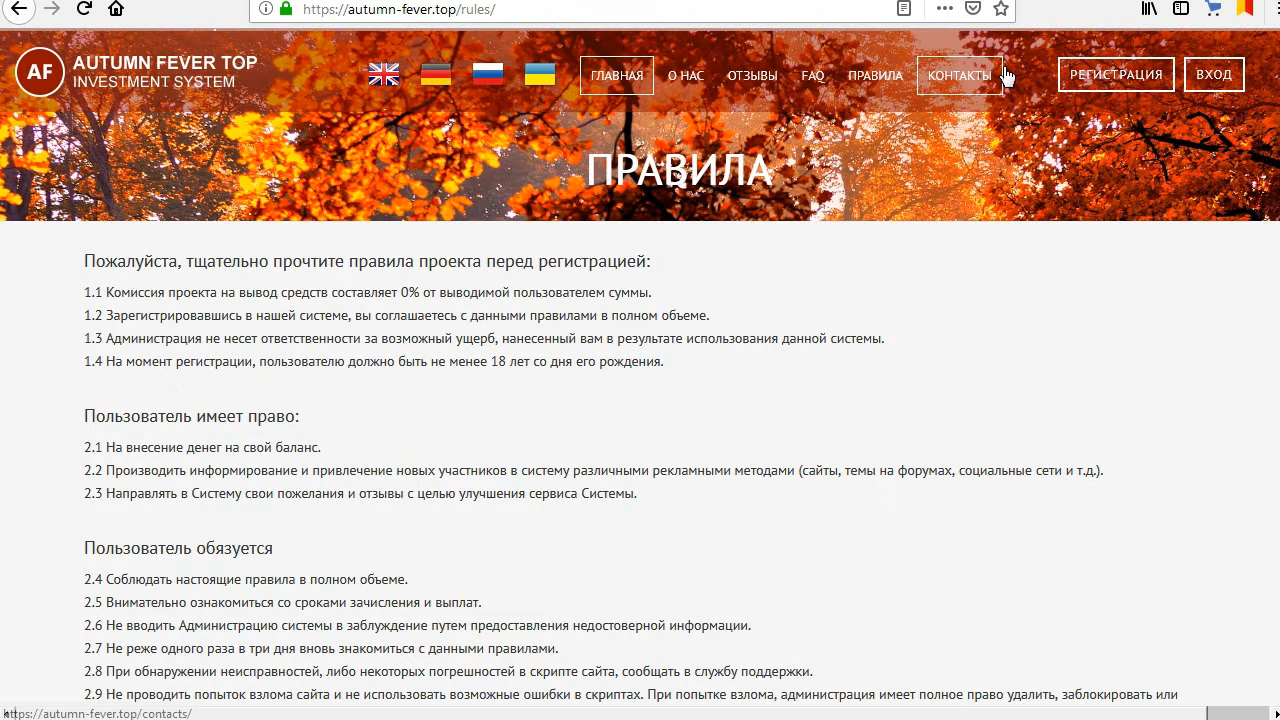 https://autumn-fever.top/rules/
AF
AUTUMN FEVER TOP
INVESTMENT SYSTEM
ГЛАВНАЯ
О НАС
ОТЗЫВЫ
FAQ
ПРАВИЛА
КОНТАКТЫ
РЕГИСТРАЦИЯ
ВХОД
ПРАВИЛА
Пожалуйста, тщательно прочтите правила проекта перед регистрацией:
1.1 Комиссия проекта на вывод средств составляет 0% от выводимой пользователем суммы.
1.2 Зарегистрировавшись в нашей системе, вы соглашаетесь с данными правилами в полном объеме.
1.3 Администрация не несет ответственности за возможный ущерб, нанесенный вам в результате использования данной системы.
1.4 На момент регистрации, пользователю должно быть не менее 18 лет со дня его рождения.
Пользователь имеет право:
2.1 На внесение денег на свой баланс.
2.2 Производить информирование и привлечение новых участников в систему различными рекламными методами (сайты, темы на форумах, социальные сети и т.д.).
2.3 Направлять в Систему свои пожелания и отзывы с целью улучшения сервиса Системы.
Пользователь обязуется
2.4 Соблюдать настоящие правила в полном объеме.
2.5 Внимательно ознакомиться со сроками зачисления и выплат.
2.6 Не вводить Администрацию системы в заблуждение путем предоставления недостоверной информации.
2.7 Не реже одного раза в три дня вновь знакомиться с данными правилами.
2.8 При обнаружении неисправностей, либо некоторых погрешностей в скрипте сайта, сообщать в службу поддержки.
2.9 Не проводить попыток взлома сайта и не использовать возможные ошибки в скриптах. При попытке взлома, администрация имеет полное право удалить, заблокировать или
https://autumn-fever.top/contacts/